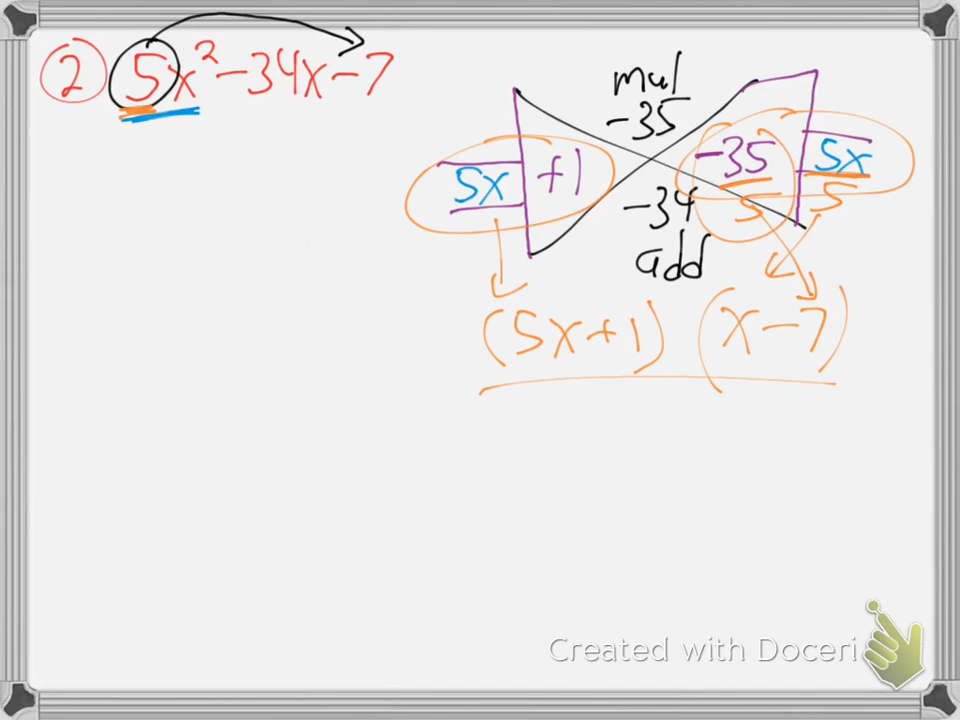 ② 5x² - 34x - 7
mul
-35
5x +1
-35 5x
5 5
-34
add
(5x+1) (x-7)
Created with Doceri